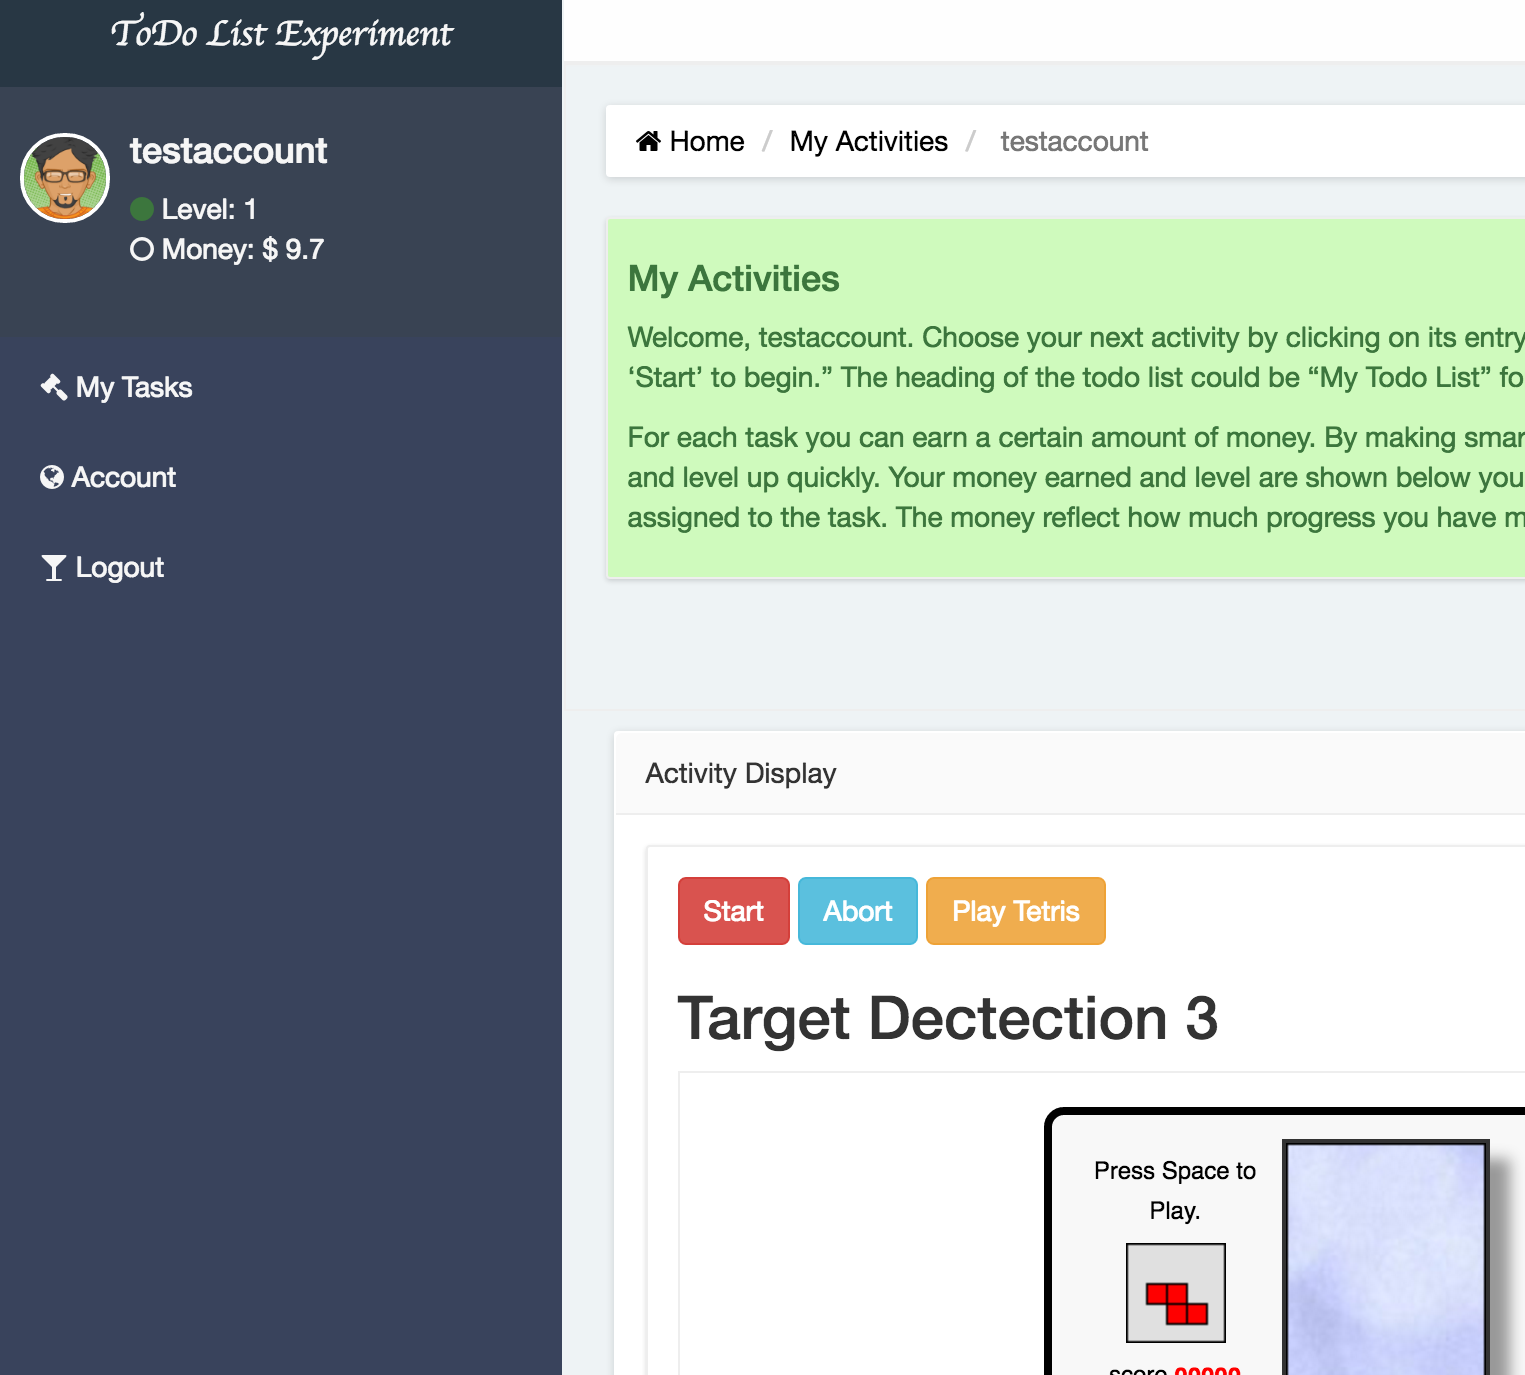 ToDo List Experiment
testaccount
Level: 1
Money: $ 9.7
My Tasks
Account
Logout
Home / My Activities / testaccount
My Activities
Welcome, testaccount. Choose your next activity by clicking on its entry
‘Start’ to begin.” The heading of the todo list could be “My Todo List” fo
For each task you can earn a certain amount of money. By making smar
and level up quickly. Your money earned and level are shown below you
assigned to the task. The money reflect how much progress you have m
Activity Display
Start Abort Play Tetris
Target Dectection 3
Press Space to
Play.
score 00000